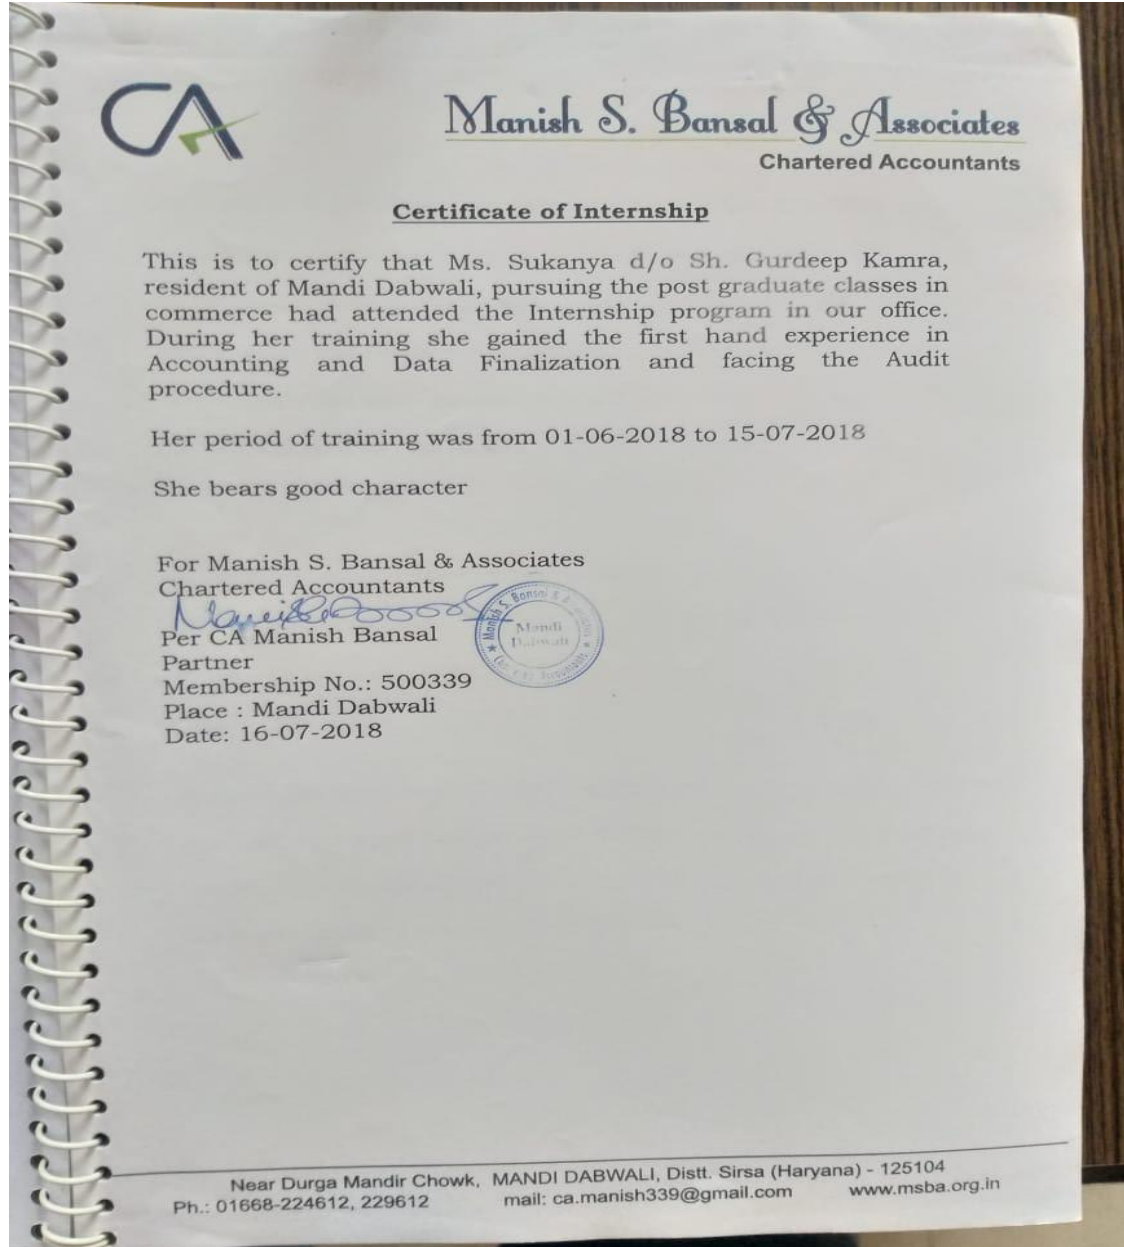 CA
Manish S. Bansal & Associates
Chartered Accountants
Certificate of Internship
This is to certify that Ms. Sukanya d/o Sh. Gurdeep Kamra,
resident of Mandi Dabwali, pursuing the post graduate classes in
commerce had attended the Internship program in our office.
During her training she gained the first hand experience in
Accounting and Data Finalization and facing the Audit
procedure.
Her period of training was from 01-06-2018 to 15-07-2018
She bears good character
For Manish S. Bansal & Associates
Chartered Accountants
Manish S. Bansal &
Mandi
Dabwali
Per CA Manish Bansal
Partner
Membership No.: 500339
Place : Mandi Dabwali
Date: 16-07-2018
Near Durga Mandir Chowk, MANDI DABWALI, Distt. Sirsa (Haryana) - 125104
Ph.: 01668-224612, 229612 mail: ca.manish339@gmail.com www.msba.org.in